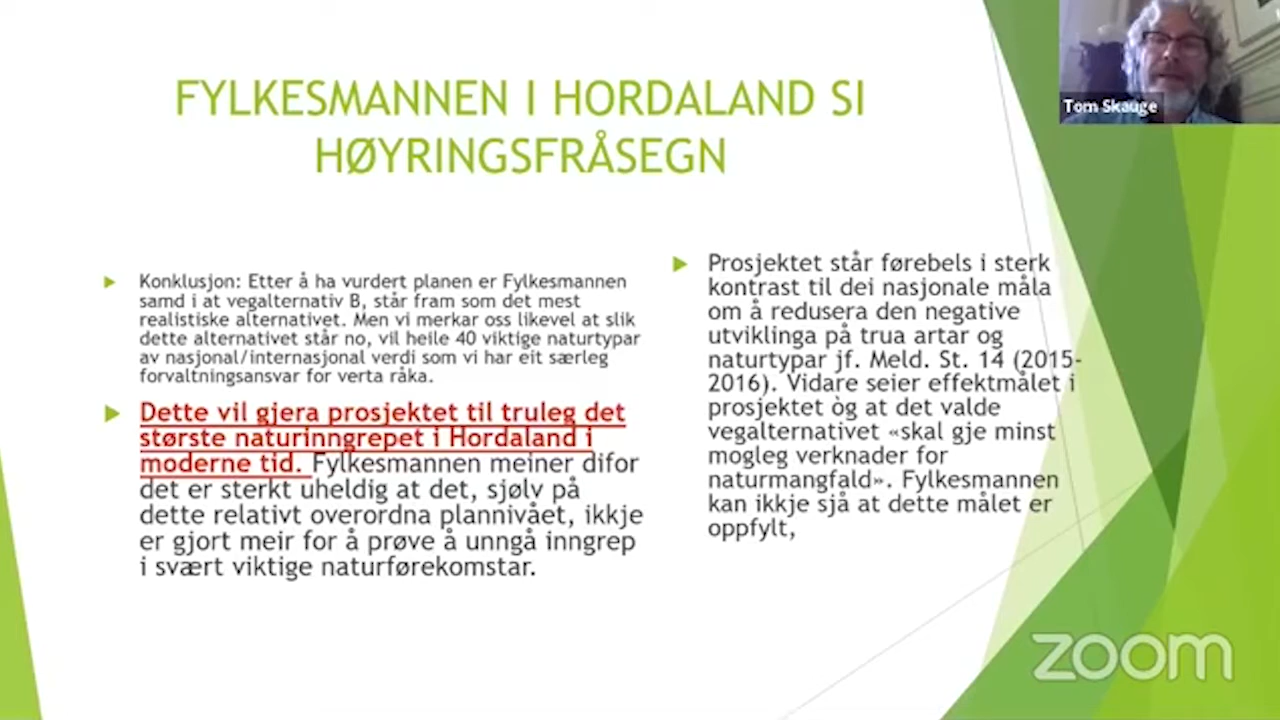 FYLKESMANNEN I HORDALAND SI
HØYRINGSFRÅSEGN
Tom Skauge
Konklusjon: Etter å ha vurdert planen er Fylkesmannen
samd i at vegalternativ B, står fram som det mest
realistiske alternativet. Men vi merkar oss likevel at slik
dette alternativet står no, vil heile 40 viktige naturtypar
av nasjonal/internasjonal verdi som vi har eit særleg
forvaltningsansvar for verta råka.
Dette vil gjera prosjektet til truleg det
største naturinngrepet i Hordaland i
moderne tid. Fylkesmannen meiner difor
det er sterkt uheldig at det, sjølv på
dette relativt overordna plannivået, ikkje
er gjort meir for å prøve å unngå inngrep
i svært viktige naturførekomstar.
Prosjektet står førebels i sterk
kontrast til dei nasjonale måla
om å redusera den negative
utviklinga på trua artar og
naturtypar jf. Meld. St. 14 (2015-
2016). Vidare seier effektmålet i
prosjektet òg at det valde
vegalternativet «skal gje minst
mogleg verknader for
naturmangfald». Fylkesmannen
kan ikkje sjå at dette målet er
oppfylt,
zoom